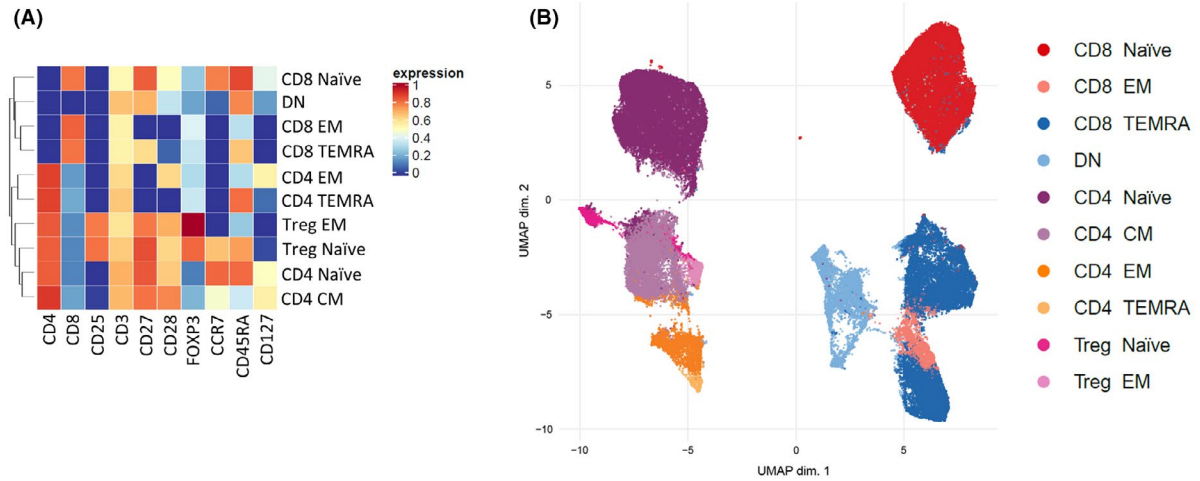 (A)
expression
1
0.8
0.6
0.4
0.2
0
CD8 Naïve
DN
CD8 EM
CD8 TEMRA
CD4 EM
CD4 TEMRA
Treg EM
Treg Naïve
CD4 Naïve
CD4 CM
CD4
CD8
CD25
CD3
CD27
CD28
FOXP3
CCR7
CD45RA
CD127
(B)
UMAP dim. 2
5
0
−5
−10
−10
−5
0
5
UMAP dim. 1
CD8 Naïve
CD8 EM
CD8 TEMRA
DN
CD4 Naïve
CD4 CM
CD4 EM
CD4 TEMRA
Treg Naïve
Treg EM